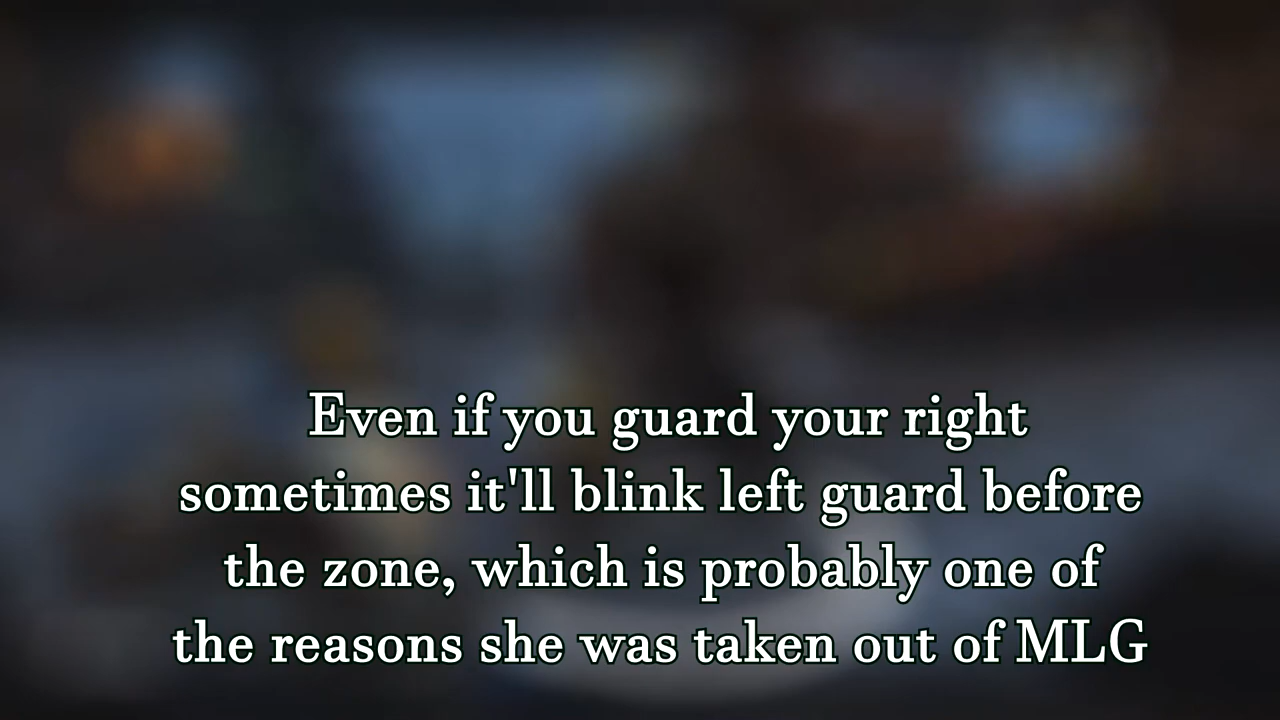 Even if you guard your right
sometimes it'll blink left guard before
the zone, which is probably one of
the reasons she was taken out of MLG